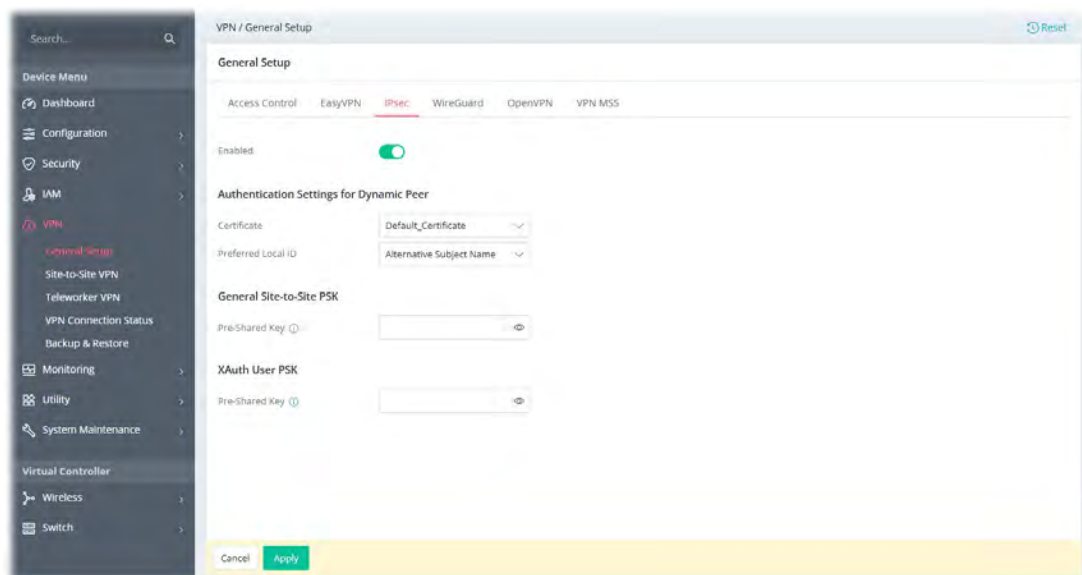 Search...
Device Menu
Dashboard
Configuration
Security
IAM
VPN
General Setup
Site-to-Site VPN
Teleworker VPN
VPN Connection Status
Backup & Restore
Monitoring
Utility
System Maintenance
Virtual Controller
Wireless
Switch
VPN / General Setup
Reset
General Setup
Access Control EasyVPN IPsec WireGuard OpenVPN VPN MSS
Enabled
Authentication Settings for Dynamic Peer
Certificate Default_Certificate
Preferred Local ID Alternative Subject Name
General Site-to-Site PSK
Pre-Shared Key
XAuth User PSK
Pre-Shared Key
Cancel Apply